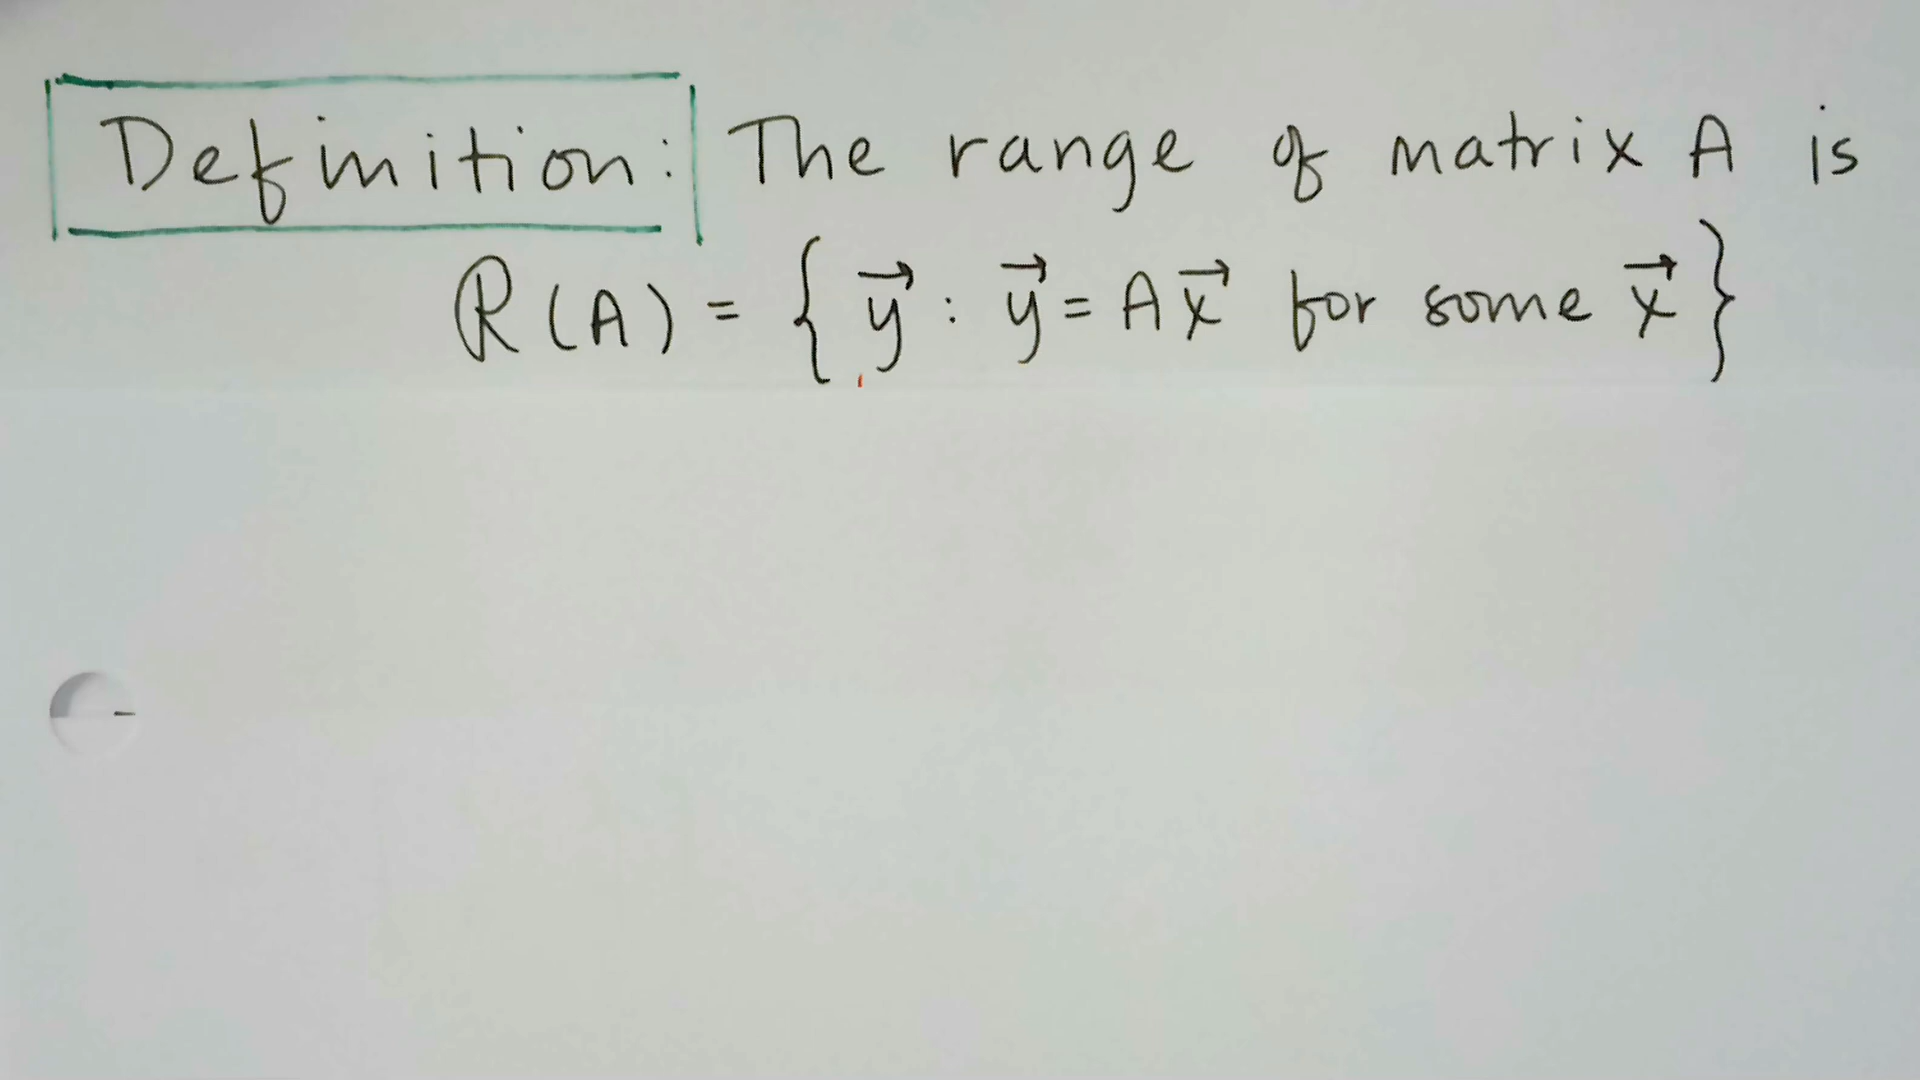 Definition: The range of matrix A is
R(A) = { y⃗ : y⃗ = Ax⃗ for some x⃗ }